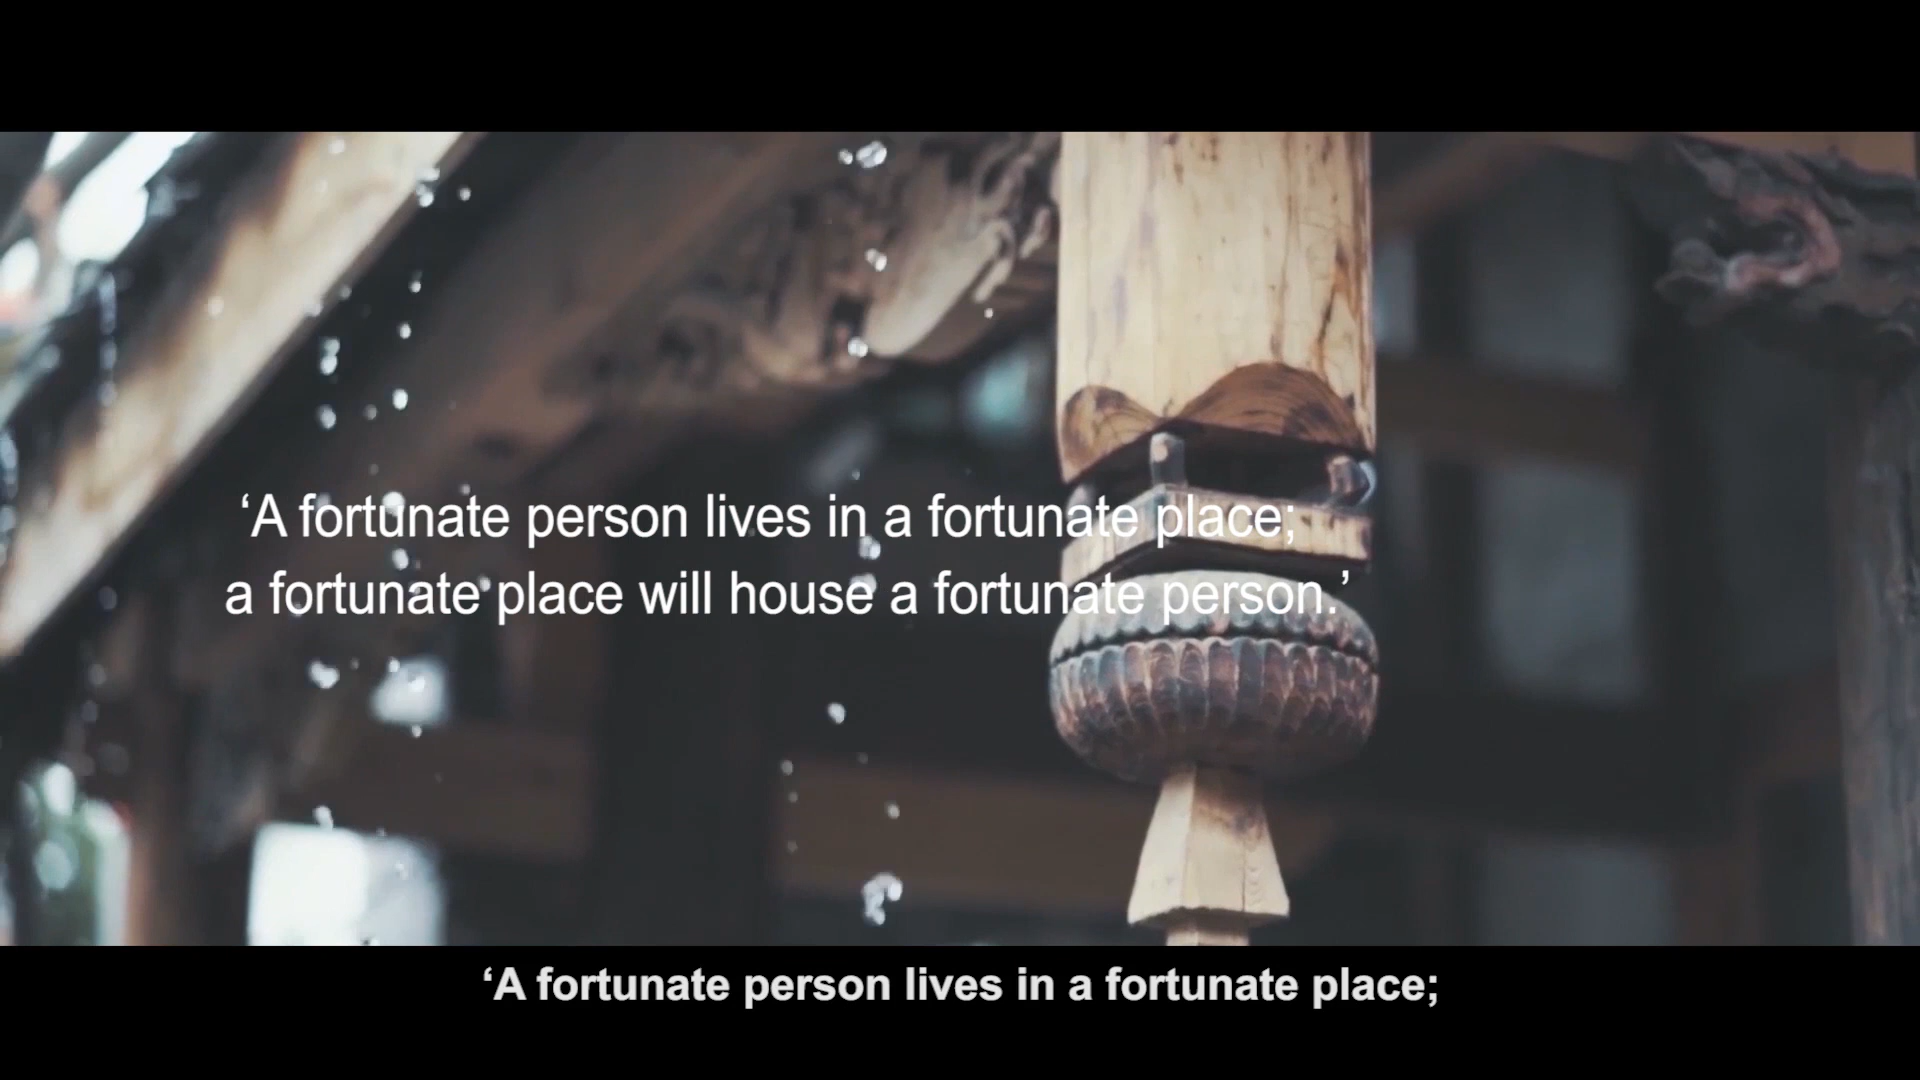 ‘A fortunate person lives in a fortunate place;
a fortunate place will house a fortunate person.’
‘A fortunate person lives in a fortunate place;